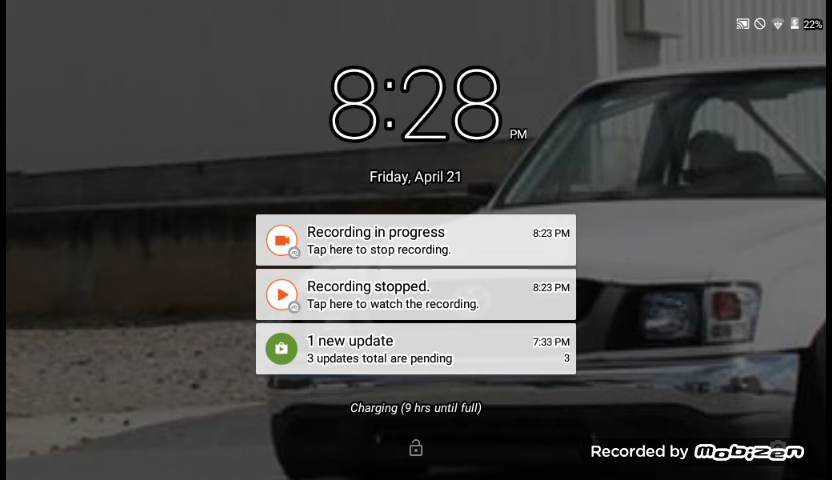 22%
8:28 PM
Friday, April 21
Recording in progress 8:23 PM
Tap here to stop recording.
Recording stopped. 8:23 PM
Tap here to watch the recording.
1 new update 7:33 PM
3 updates total are pending 3
Charging (9 hrs until full)
Recorded by Mobizen